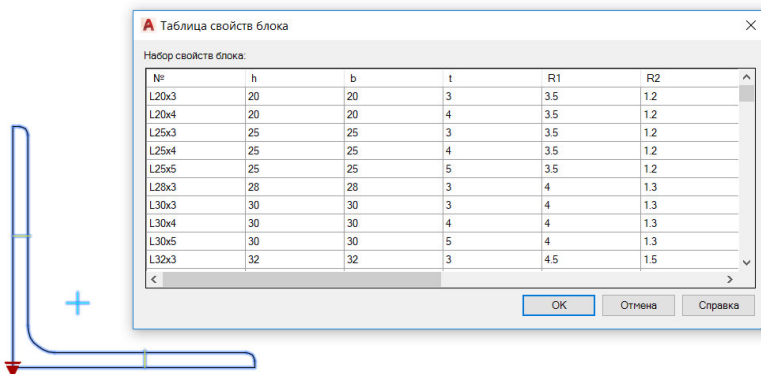 A Таблица свойств блока
Набор свойств блока:
№ h b t R1 R2
L20x3 20 20 3 3.5 1.2
L20x4 20 20 4 3.5 1.2
L25x3 25 25 3 3.5 1.2
L25x4 25 25 4 3.5 1.2
L25x5 25 25 5 3.5 1.2
L28x3 28 28 3 4 1.3
L30x3 30 30 3 4 1.3
L30x4 30 30 4 4 1.3
L30x5 30 30 5 4 1.3
L32x3 32 32 3 4.5 1.5
OK Отмена Справка